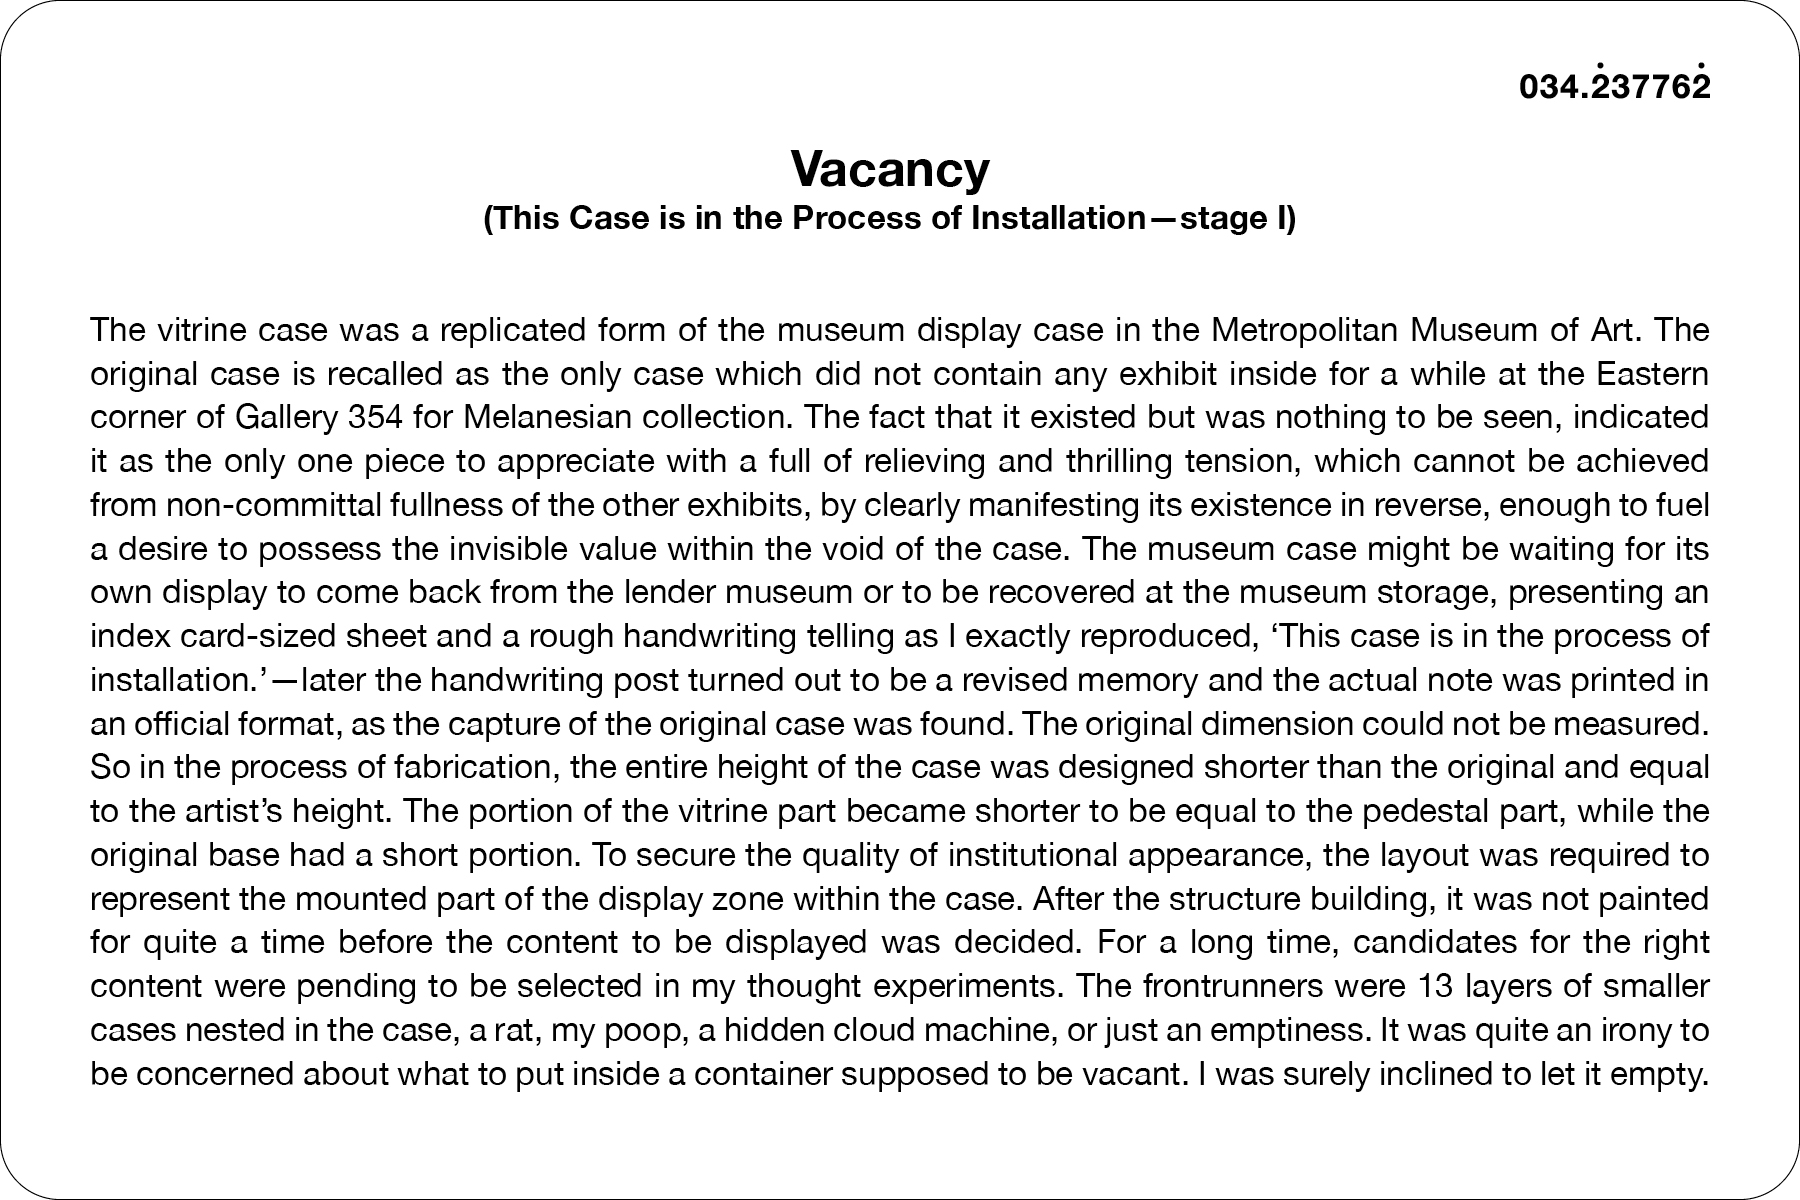 034.2̇37762̇
Vacancy
(This Case is in the Process of Installation—stage I)
The vitrine case was a replicated form of the museum display case in the Metropolitan Museum of Art. The
original case is recalled as the only case which did not contain any exhibit inside for a while at the Eastern
corner of Gallery 354 for Melanesian collection. The fact that it existed but was nothing to be seen, indicated
it as the only one piece to appreciate with a full of relieving and thrilling tension, which cannot be achieved
from non-committal fullness of the other exhibits, by clearly manifesting its existence in reverse, enough to fuel
a desire to possess the invisible value within the void of the case. The museum case might be waiting for its
own display to come back from the lender museum or to be recovered at the museum storage, presenting an
index card-sized sheet and a rough handwriting telling as I exactly reproduced, ‘This case is in the process of
installation.’—later the handwriting post turned out to be a revised memory and the actual note was printed in
an official format, as the capture of the original case was found. The original dimension could not be measured.
So in the process of fabrication, the entire height of the case was designed shorter than the original and equal
to the artist’s height. The portion of the vitrine part became shorter to be equal to the pedestal part, while the
original base had a short portion. To secure the quality of institutional appearance, the layout was required to
represent the mounted part of the display zone within the case. After the structure building, it was not painted
for quite a time before the content to be displayed was decided. For a long time, candidates for the right
content were pending to be selected in my thought experiments. The frontrunners were 13 layers of smaller
cases nested in the case, a rat, my poop, a hidden cloud machine, or just an emptiness. It was quite an irony to
be concerned about what to put inside a container supposed to be vacant. I was surely inclined to let it empty.